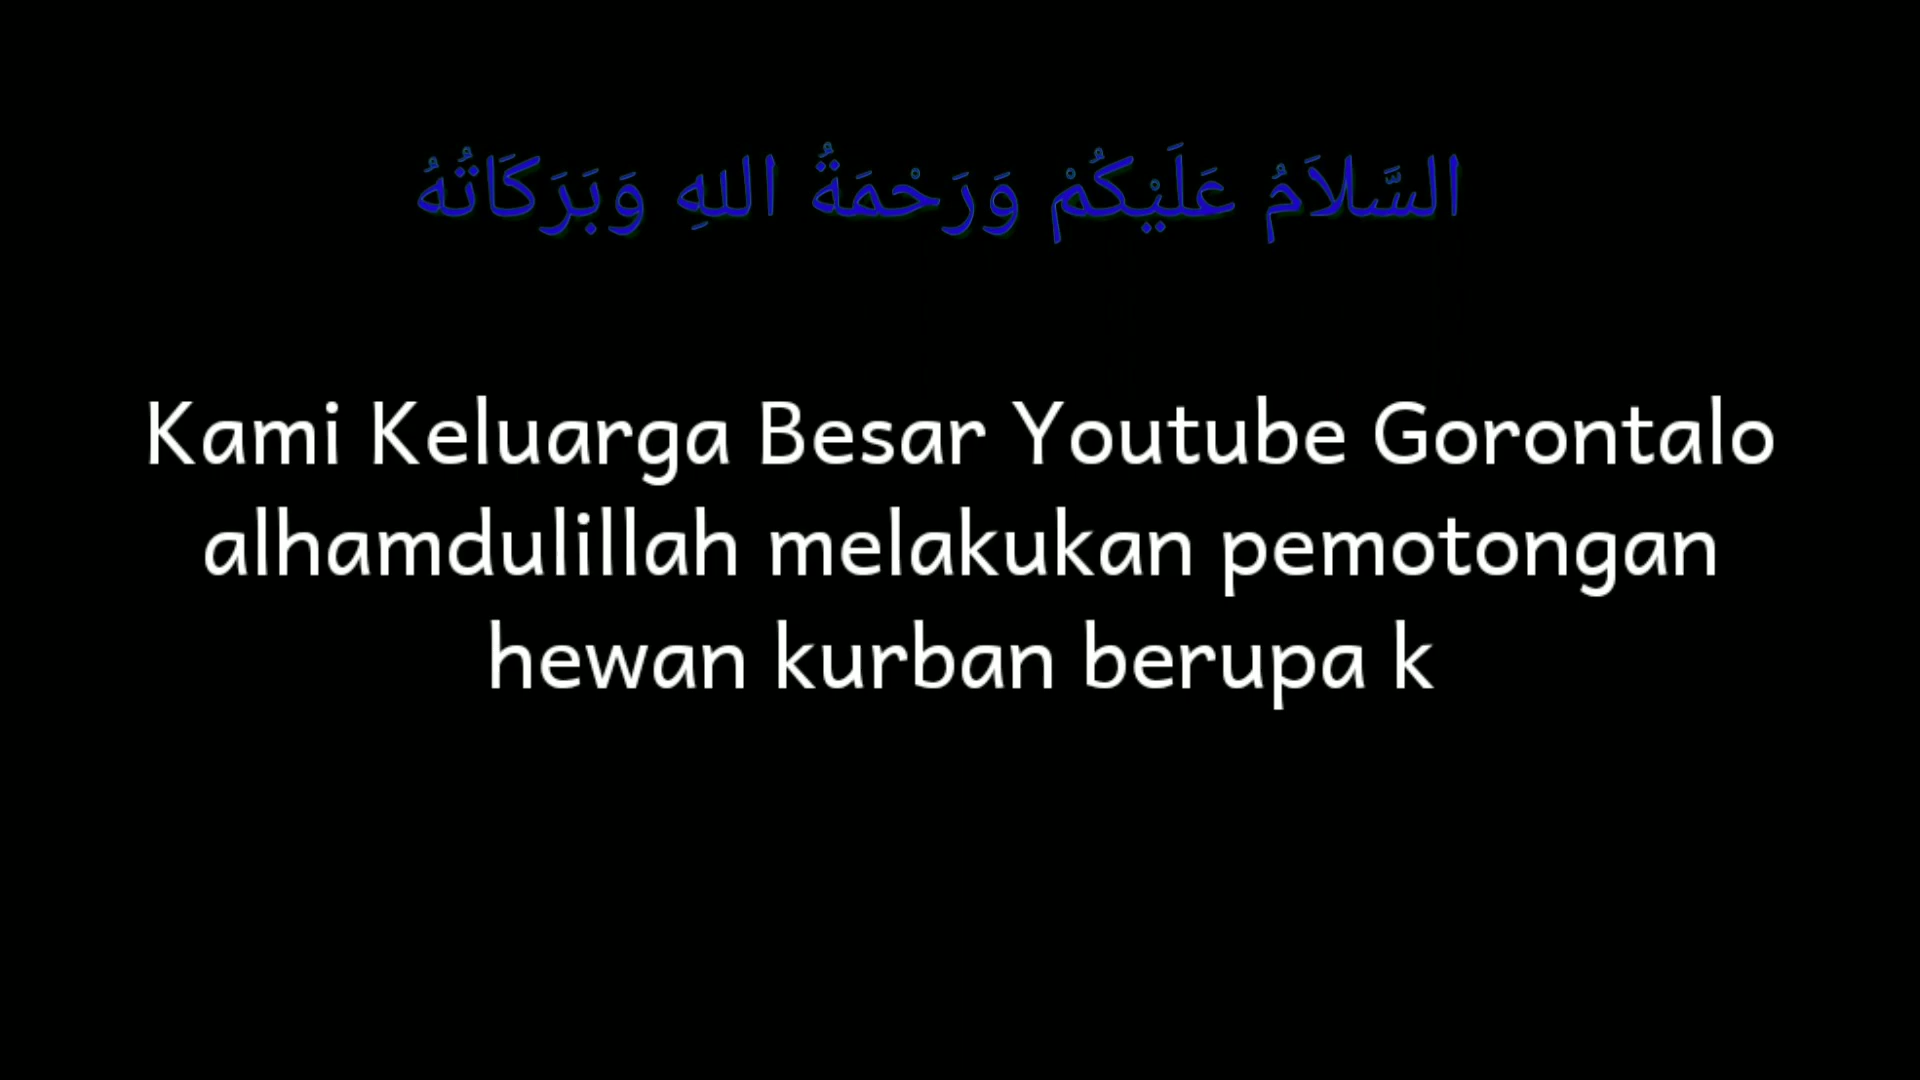 السَّلاَمُ عَلَيْكُمْ وَرَحْمَةُ اللهِ وَبَرَكَاتُهُ
Kami Keluarga Besar Youtube Gorontalo
alhamdulillah melakukan pemotongan
hewan kurban berupa k